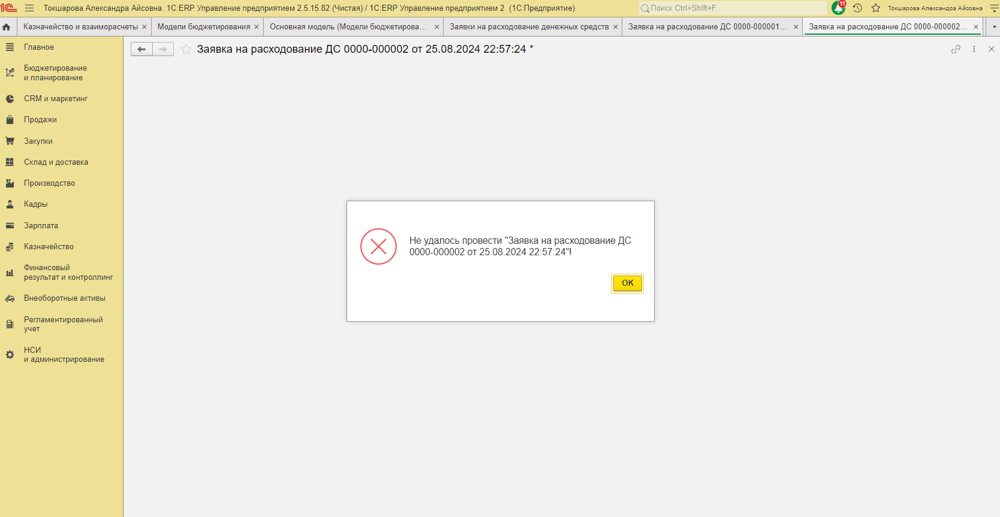 1С Токшарова Александра Айсовна. 1С:ERP Управление предприятием 2.5.15.82 (Чистая) / 1С:ERP Управление предприятием 2 (1С:Предприятие) Поиск Ctrl+Shift+F 11 Токшарова Александра Айсовна
Казначейство и взаиморасчеты × Модели бюджетирования × Основная модель (Модели бюджетирова... × Заявки на расходование денежных средств × Заявка на расходование ДС 0000-000001... × Заявка на расходование ДС 0000-000002... ×
Заявка на расходование ДС 0000-000002 от 25.08.2024 22:57:24 *
Главное
Бюджетирование
и планирование
CRM и маркетинг
Продажи
Закупки
Склад и доставка
Производство
Кадры
Зарплата
Казначейство
Финансовый
результат и контроллинг
Внеоборотные активы
Регламентированный
учет
НСИ
и администрирование
Не удалось провести "Заявка на расходование ДС
0000-000002 от 25.08.2024 22:57:24"!
ОК